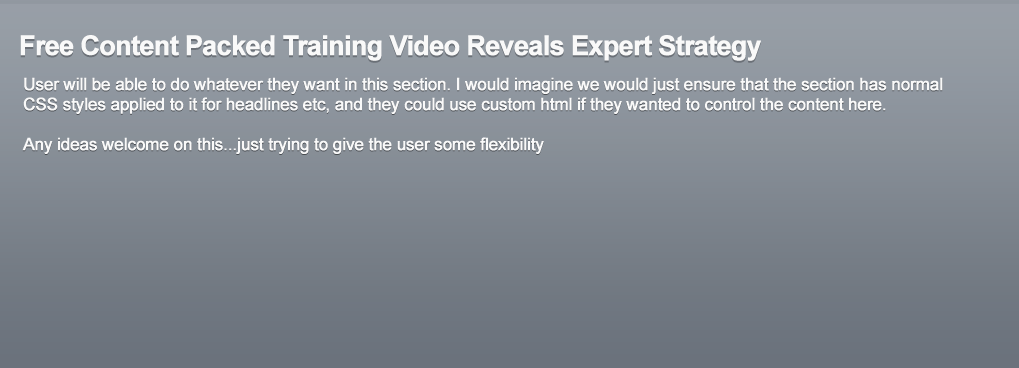 Free Content Packed Training Video Reveals Expert Strategy
User will be able to do whatever they want in this section. I would imagine we would just ensure that the section has normal
CSS styles applied to it for headlines etc, and they could use custom html if they wanted to control the content here.
Any ideas welcome on this...just trying to give the user some flexibility